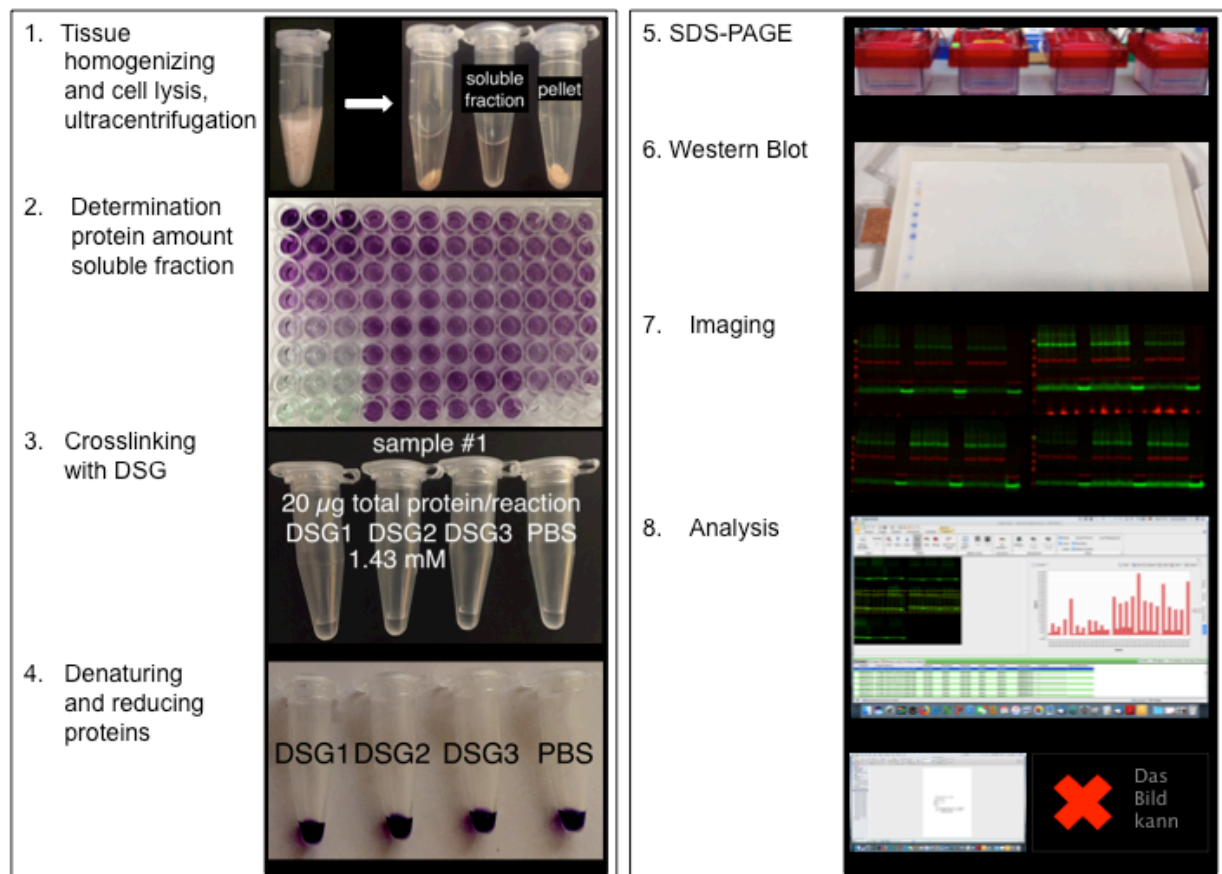 1. Tissue
homogenizing
and cell lysis,
ultracentrifugation
soluble
fraction
pellet
2. Determination
protein amount
soluble fraction
3. Crosslinking
with DSG
sample #1
20 µg total protein/reaction
DSG1 DSG2 DSG3 PBS
1.43 mM
4. Denaturing
and reducing
proteins
DSG1 DSG2 DSG3 PBS
5. SDS-PAGE
6. Western Blot
7. Imaging
8. Analysis
Das
Bild
kann